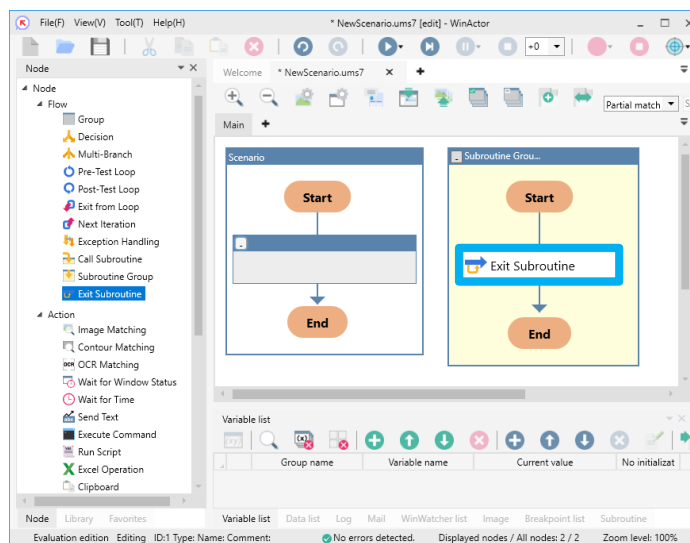 File(F) View(V) Tool(T) Help(H) * NewScenario.ums7 [edit] - WinActor
+0
Node
Welcome * NewScenario.ums7
Node
Flow
Group
Decision
Multi-Branch
Pre-Test Loop
Post-Test Loop
Exit from Loop
Next Iteration
Exception Handling
Call Subroutine
Subroutine Group
Exit Subroutine
Action
Image Matching
Contour Matching
OCR OCR Matching
Wait for Window Status
Wait for Time
Send Text
Execute Command
Run Script
Excel Operation
Clipboard
Node Library Favorites
Partial match
Main
Scenario
Start
End
Subroutine Grou...
Start
Exit Subroutine
End
Variable list
Group name Variable name Current value No initializat
Variable list Data list Log Mail WinWatcher list Image Breakpoint list Subroutine
Evaluation edition Editing ID:1 Type: Name: Comment: No errors detected. Displayed nodes / All nodes: 2 / 2 Zoom level: 100%